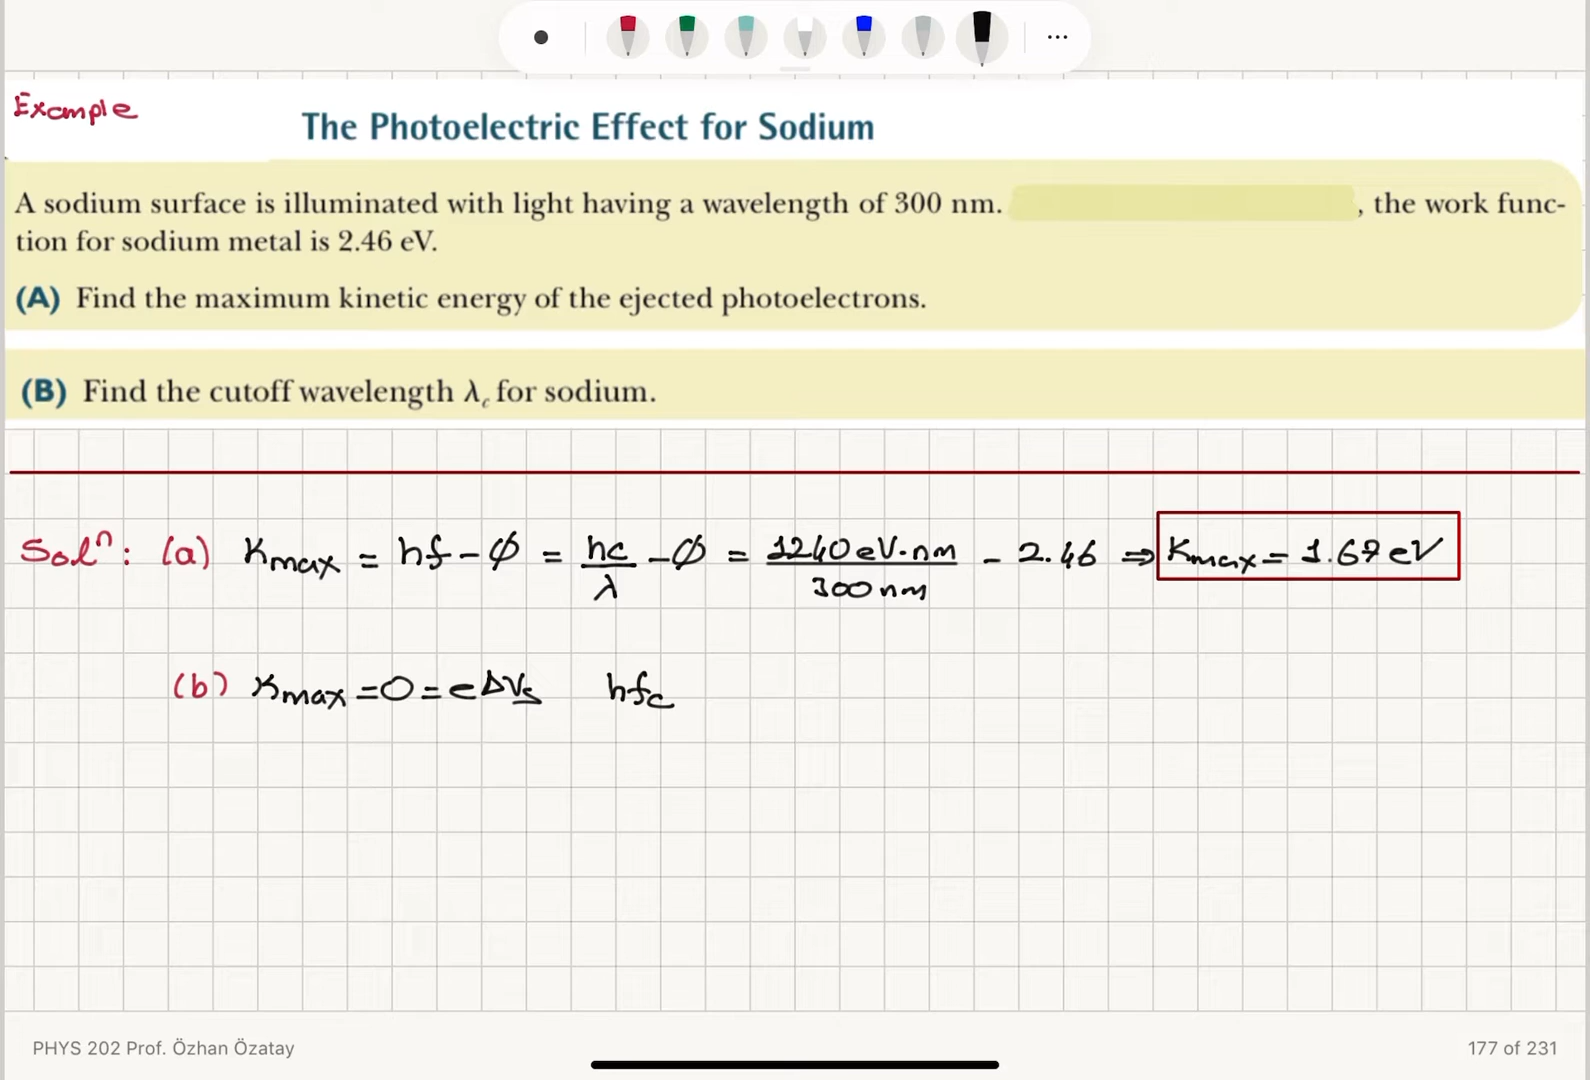 Example
The Photoelectric Effect for Sodium
A sodium surface is illuminated with light having a wavelength of 300 nm. , the work func-
tion for sodium metal is 2.46 eV.
(A) Find the maximum kinetic energy of the ejected photoelectrons.
(B) Find the cutoff wavelength λc for sodium.
Solⁿ: (a) Kmax = hf - ϕ = hc/λ - ϕ = 1240 eV.nm/300 nm - 2.46 ⇒ Kmax = 1.67 eV
(b) Kmax = 0 = eΔVs hfc
PHYS 202 Prof. Özhan Özatay
177 of 231